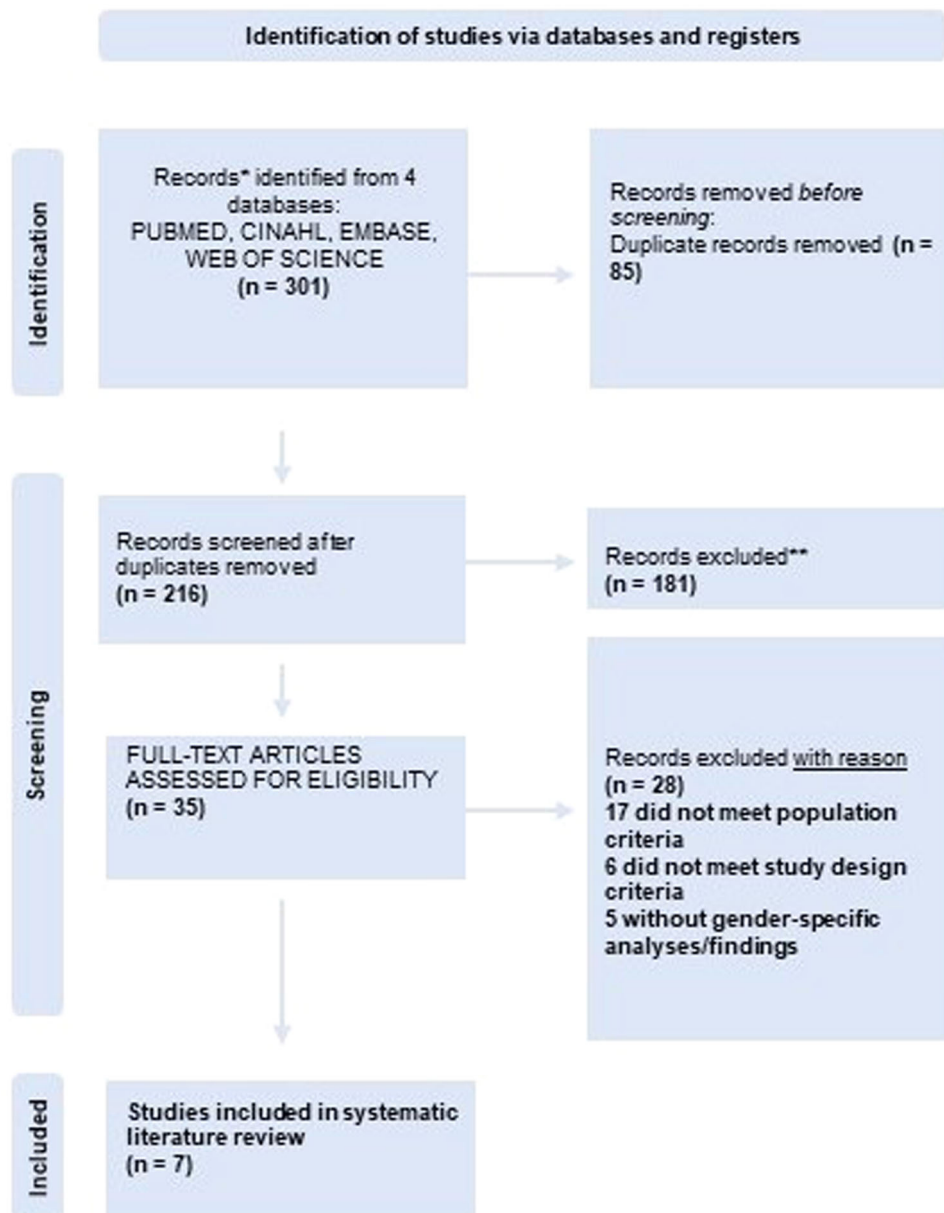 Identification of studies via databases and registers
Identification
Records* identified from 4
databases:
PUBMED, CINAHL, EMBASE,
WEB OF SCIENCE
(n = 301)
Records removed before
screening:
Duplicate records removed (n =
85)
Screening
Records screened after
duplicates removed
(n = 216)
Records excluded**
(n = 181)
FULL-TEXT ARTICLES
ASSESSED FOR ELIGIBILITY
(n = 35)
Records excluded with reason
(n = 28)
17 did not meet population
criteria
6 did not meet study design
criteria
5 without gender-specific
analyses/findings
Included
Studies included in systematic
literature review
(n = 7)